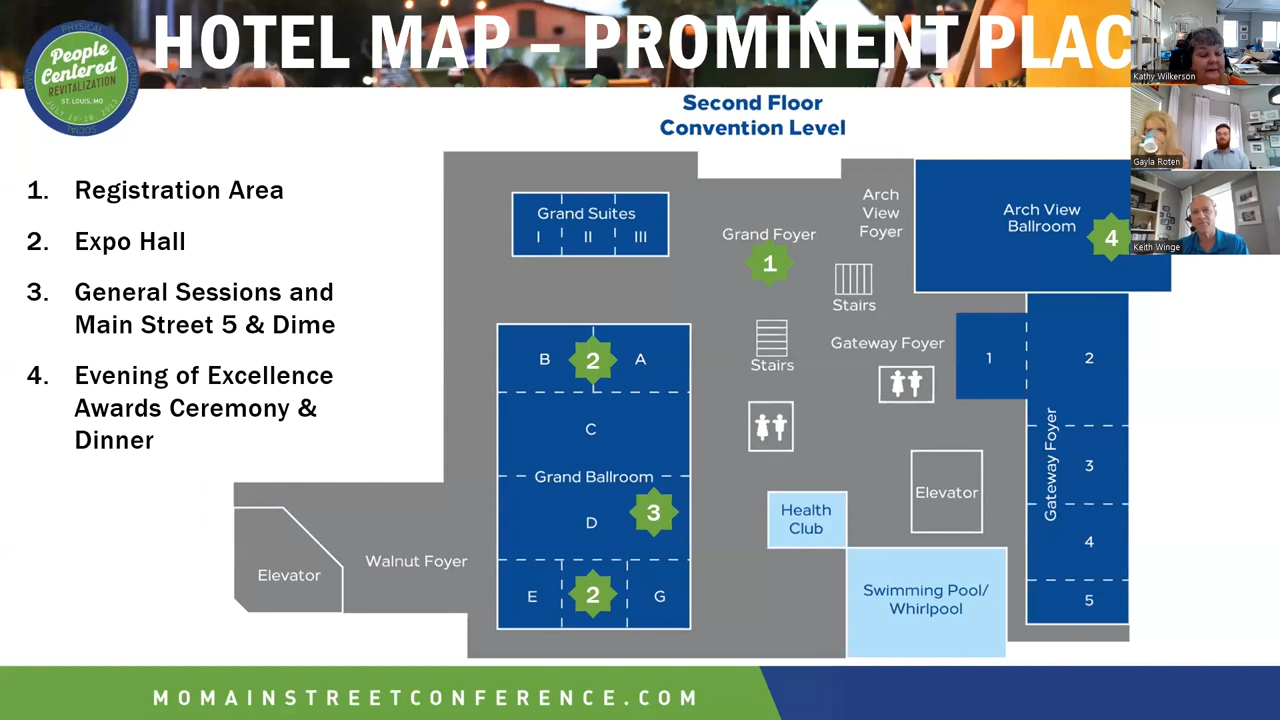 HOTEL MAP – PROMINENT PLAC
PHYSICAL
CIVIC
ECONOMIC
People
Centered
REVITALIZATION
ST. LOUIS, MO
SOCIAL
Kathy Wilkerson
Gayla Roten
Keith Winge
Second Floor
Convention Level
1. Registration Area
2. Expo Hall
3. General Sessions and
Main Street 5 & Dime
4. Evening of Excellence
Awards Ceremony &
Dinner
Grand Suites
I II III
Grand Foyer
1
Arch
View
Foyer
Arch View
Ballroom
4
Stairs
Stairs
Gateway Foyer
B 2 A
C
Grand Ballroom
D 3
E 2 G
1 2
3
4
5
Gateway Foyer
Elevator
Health
Club
Swimming Pool/
Whirlpool
Walnut Foyer
Elevator
MOMAINSTREETCONFERENCE.COM